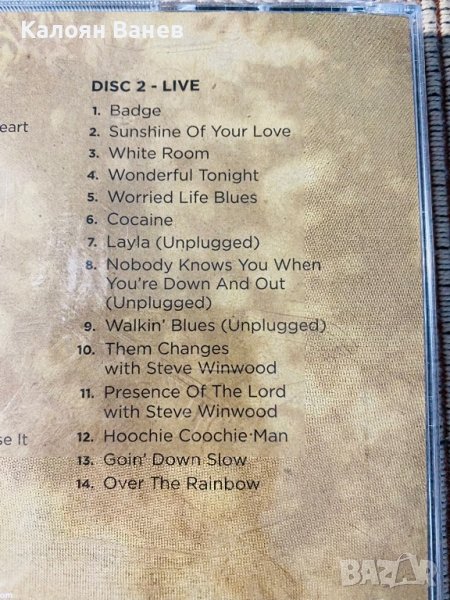 Калоян Ванев
DISC 2 - LIVE
1. Badge
eart
2. Sunshine Of Your Love
3. White Room
4. Wonderful Tonight
5. Worried Life Blues
6. Cocaine
7. Layla (Unplugged)
8. Nobody Knows You When
You're Down And Out
(Unplugged)
9. Walkin' Blues (Unplugged)
10. Them Changes
with Steve Winwood
11. Presence Of The Lord
with Steve Winwood
se It
12. Hoochie Coochie Man
13. Goin' Down Slow
14. Over The Rainbow
BAZAR
om